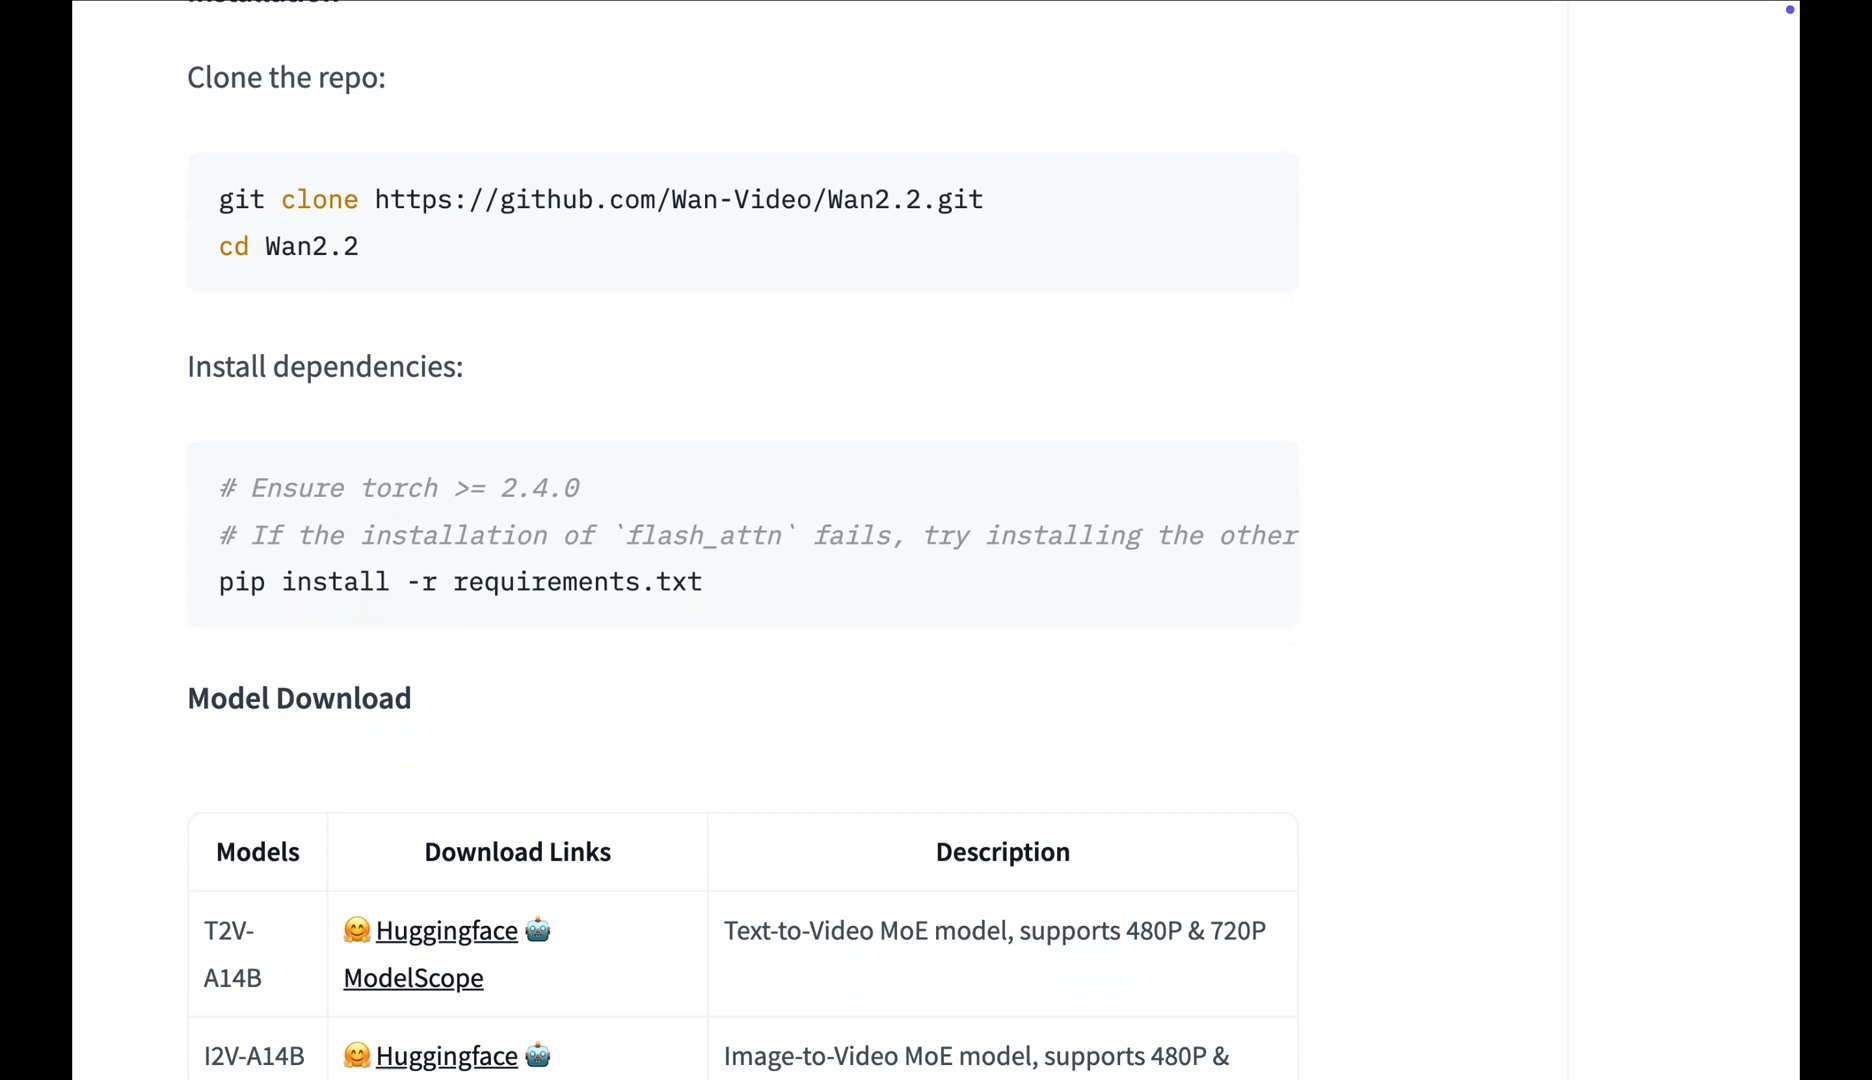 Clone the repo:
git clone https://github.com/Wan-Video/Wan2.2.git
cd Wan2.2
Install dependencies:
# Ensure torch >= 2.4.0
# If the installation of `flash_attn` fails, try installing the other
pip install -r requirements.txt
Model Download
Models Download Links Description
T2V-
A14B
🤗 Huggingface 🤖
ModelScope
Text-to-Video MoE model, supports 480P & 720P
I2V-A14B
🤗 Huggingface 🤖
Image-to-Video MoE model, supports 480P &